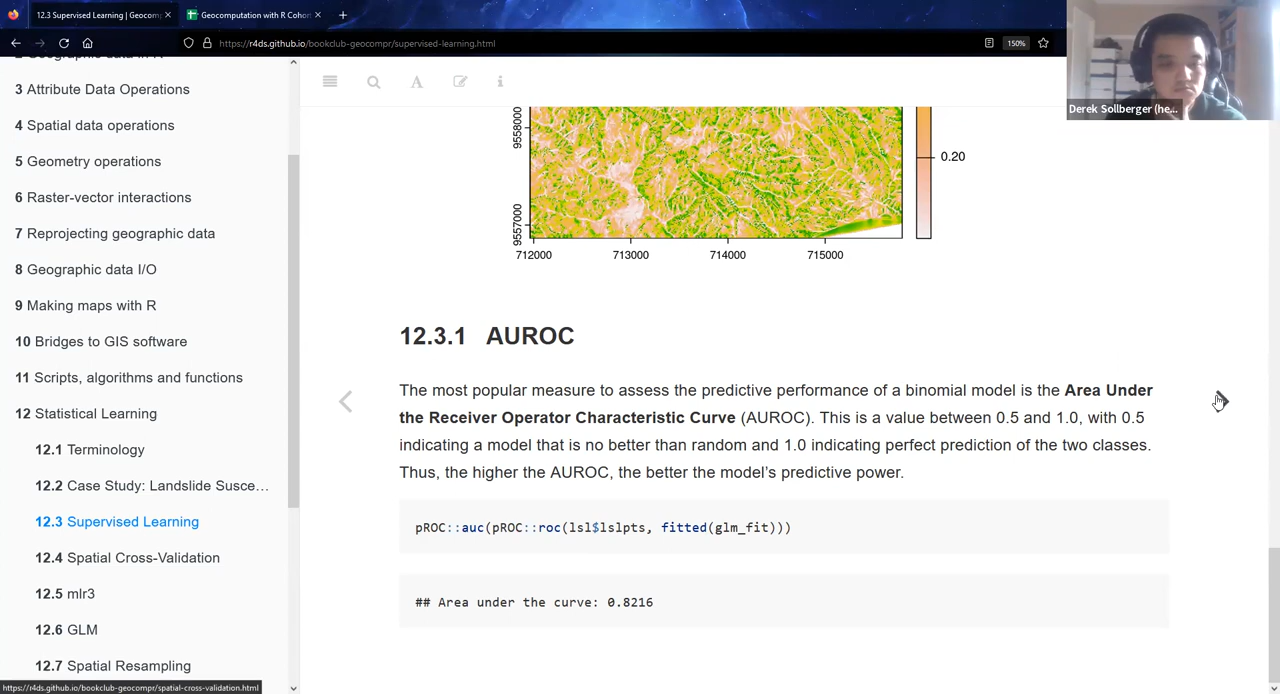 12.3 Supervised Learning | Geocom
Geocomputation with R Cohor
https://r4ds.github.io/bookclub-geocompr/supervised-learning.html
150%
Derek Sollberger (he...
3 Attribute Data Operations
4 Spatial data operations
5 Geometry operations
6 Raster-vector interactions
7 Reprojecting geographic data
8 Geographic data I/O
9 Making maps with R
10 Bridges to GIS software
11 Scripts, algorithms and functions
12 Statistical Learning
12.1 Terminology
12.2 Case Study: Landslide Susce…
12.3 Supervised Learning
12.4 Spatial Cross-Validation
12.5 mlr3
12.6 GLM
12.7 Spatial Resampling
https://r4ds.github.io/bookclub-geocompr/spatial-cross-validation.html
9558000
9557000
712000 713000 714000 715000
0.20
12.3.1 AUROC
The most popular measure to assess the predictive performance of a binomial model is the Area Under
the Receiver Operator Characteristic Curve (AUROC). This is a value between 0.5 and 1.0, with 0.5
indicating a model that is no better than random and 1.0 indicating perfect prediction of the two classes.
Thus, the higher the AUROC, the better the model's predictive power.
pROC::auc(pROC::roc(lsl$lslpts, fitted(glm_fit)))
## Area under the curve: 0.8216